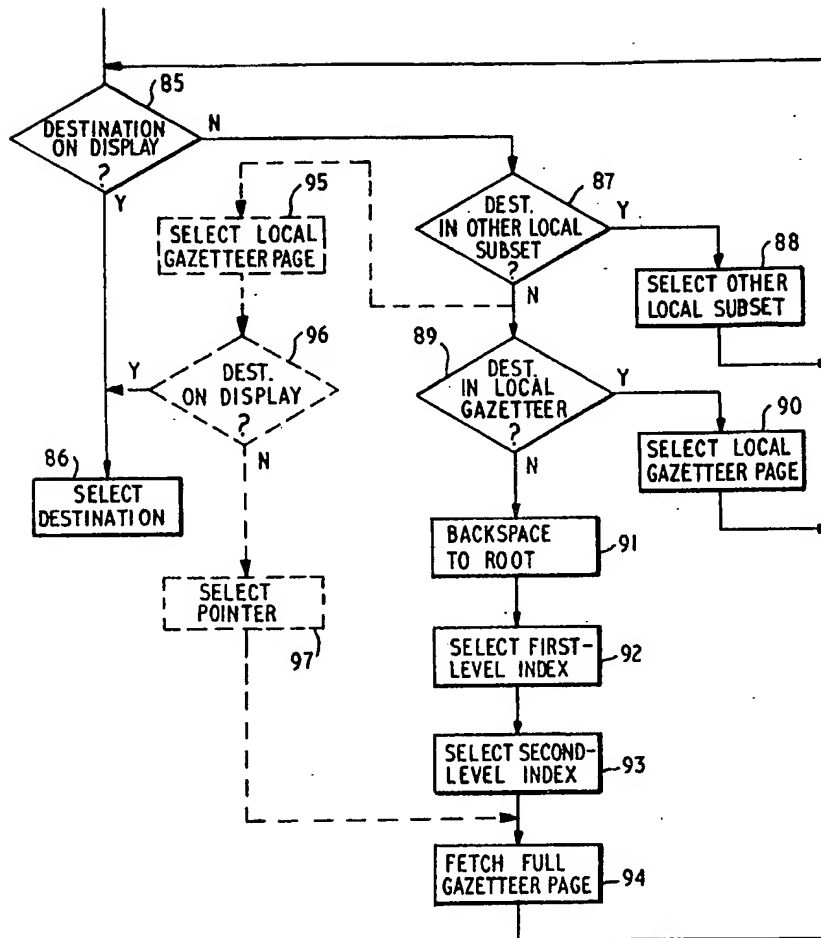 85
DESTINATION
ON DISPLAY
?
N
Y
95
SELECT LOCAL
GAZETTEER PAGE
87
DEST.
IN OTHER LOCAL
SUBSET
?
Y
N
88
SELECT OTHER
LOCAL SUBSET
96
DEST.
ON DISPLAY
?
Y
N
89
DEST.
IN LOCAL
GAZETTEER
?
Y
N
90
SELECT LOCAL
GAZETTEER PAGE
86
SELECT
DESTINATION
BACKSPACE
TO ROOT
91
SELECT
POINTER
97
SELECT FIRST-
LEVEL INDEX
92
SELECT SECOND-
LEVEL INDEX
93
FETCH FULL
GAZETTEER PAGE
94